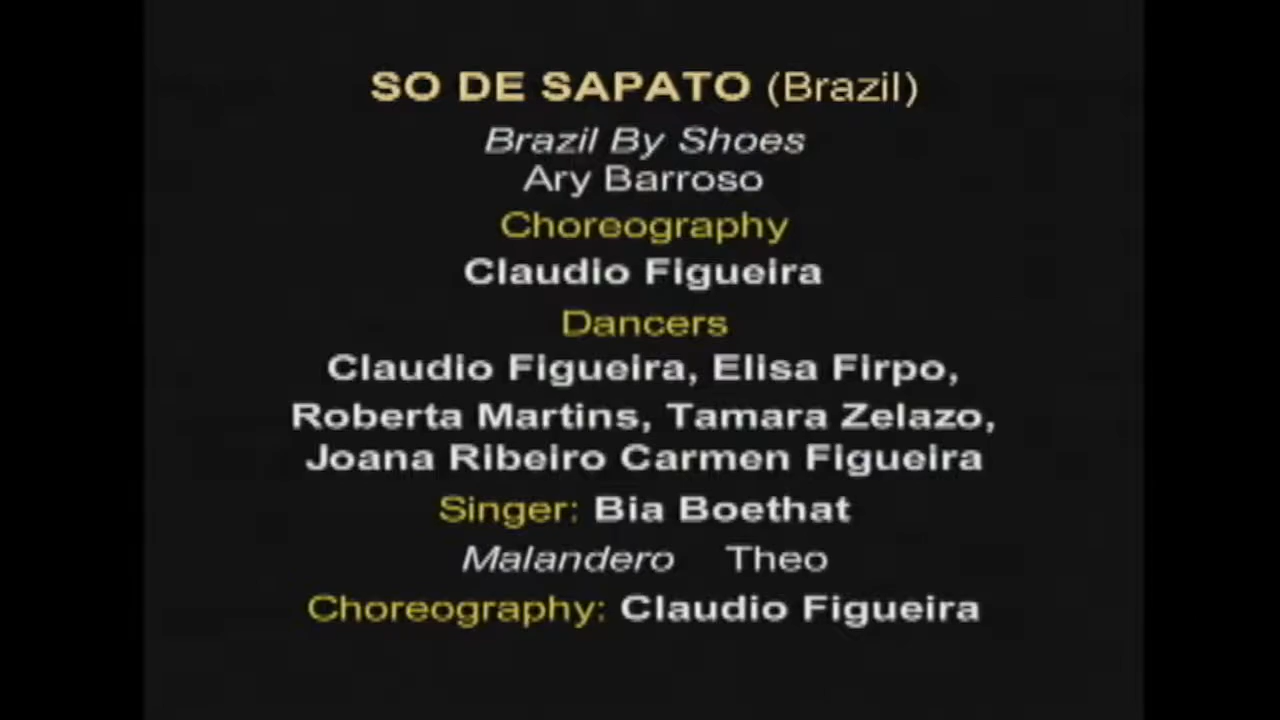 SO DE SAPATO (Brazil)
Brazil By Shoes
Ary Barroso
Choreography
Claudio Figueira
Dancers
Claudio Figueira, Elisa Firpo,
Roberta Martins, Tamara Zelazo,
Joana Ribeiro Carmen Figueira
Singer: Bia Boethat
Malandero Theo
Choreography: Claudio Figueira